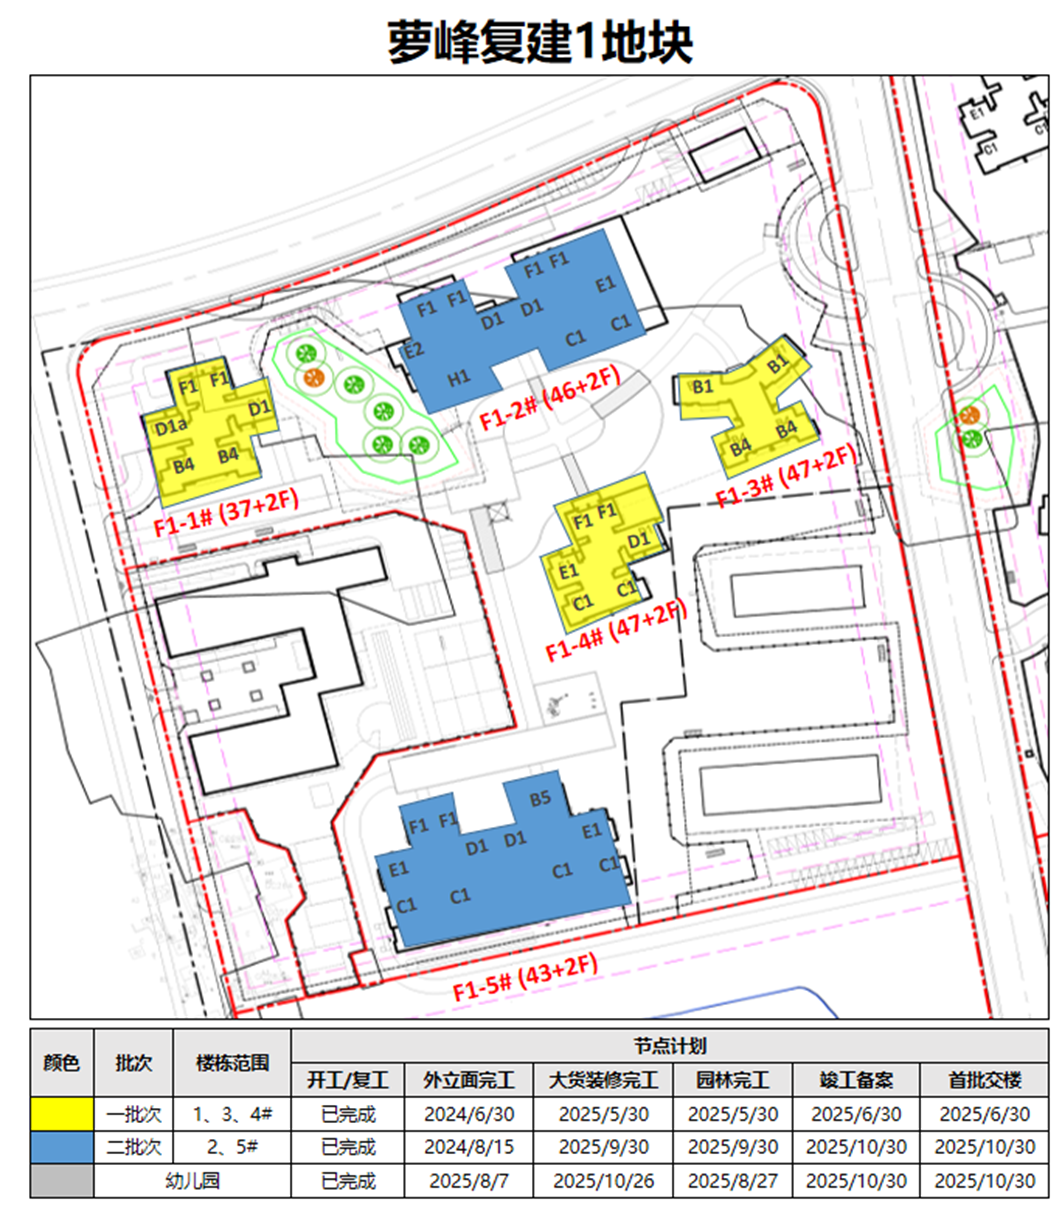 萝峰复建1地块
E1
C1
C1
F1 F1
E1
F1 F1
D1 D1
C1 C1
E2
H1
F1-2# (46+2F)
F1 F1
D1
D1a
B4 B4
F1-1# (37+2F)
B1 B1
B4 B4
F1-3# (47+2F)
F1 F1
D1
E1
C1 C1
F1-4# (47+2F)
B5
F1 F1
D1 D1
E1
E1
C1 C1
C1
C1
F1-5# (43+2F)
颜色 批次 楼栋范围 节点计划
开工/复工 外立面完工 大货装修完工 园林完工 竣工备案 首批交楼
一批次 1、3、4# 已完成 2024/6/30 2025/5/30 2025/5/30 2025/6/30 2025/6/30
二批次 2、5# 已完成 2024/8/15 2025/9/30 2025/9/30 2025/10/30 2025/10/30
幼儿园 已完成 2025/8/7 2025/10/26 2025/8/27 2025/10/30 2025/10/30